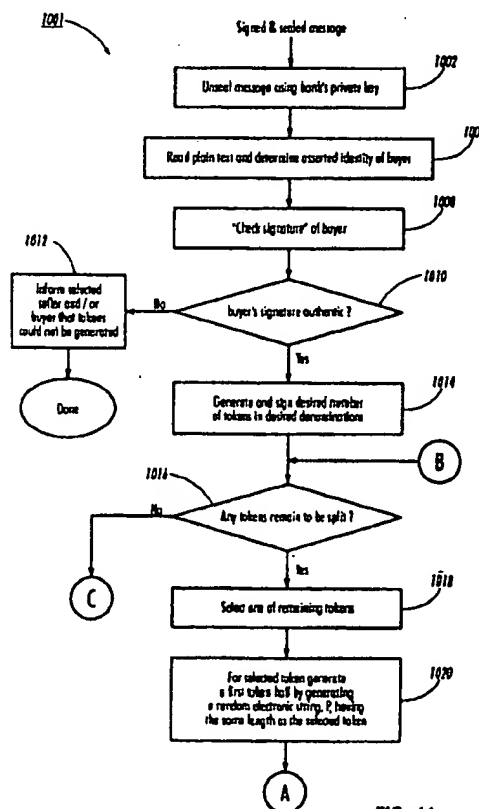 1001
Signed & sealed message
1002
Unseal message using bank's private key
100
Read plain text and determine asserted identity of buyer
1008
"Check signature" of buyer
1012
1010
Inform selected
seller and / or
buyer that tokens
could not be generated
No
buyer's signature authentic ?
Yes
Done
1014
Generate and sign desired number
of tokens in desired denominations
B
1016
No
Any tokens remain to be split ?
Yes
C
1018
Select one of remaining tokens
1020
For selected token generate
a first token half by generating
a random electronic string, P, having
the same length as the selected token
A